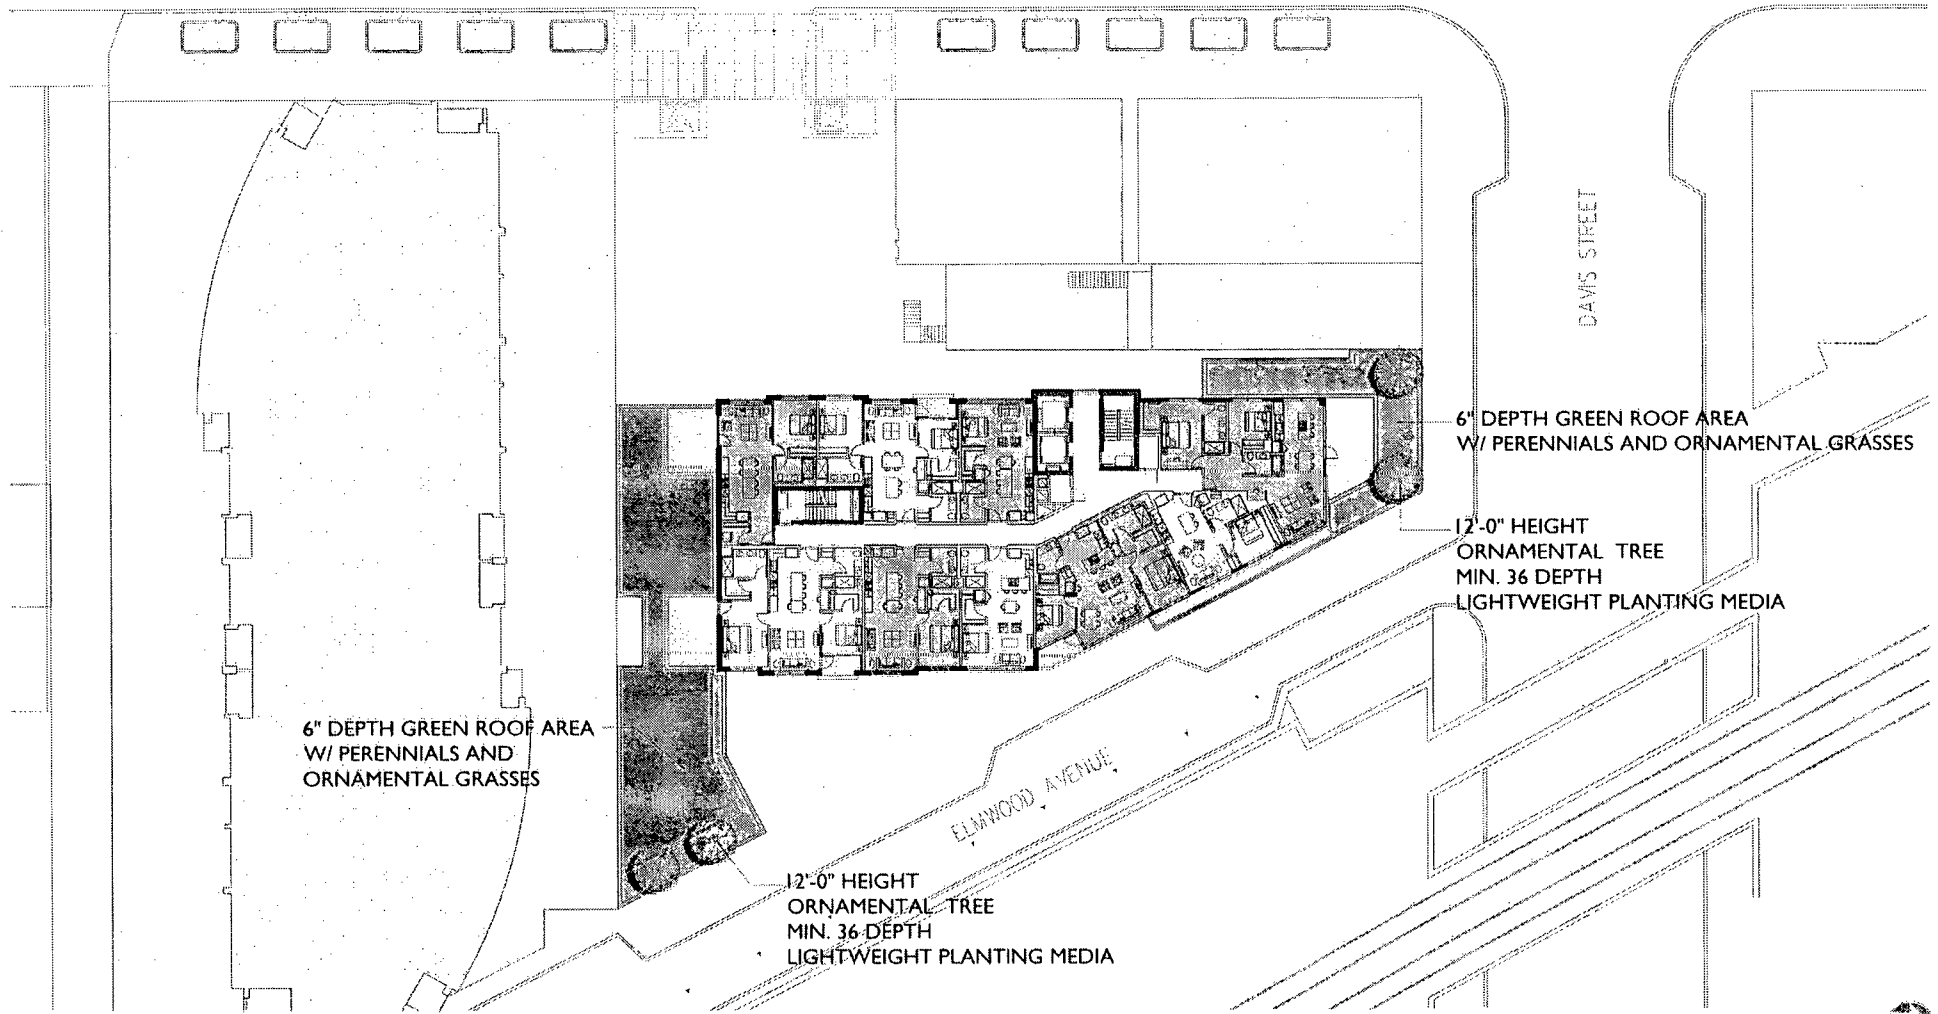 DAVIS STREET
6" DEPTH GREEN ROOF AREA
W/ PERENNIALS AND ORNAMENTAL GRASSES
12'-0" HEIGHT
ORNAMENTAL TREE
MIN. 36 DEPTH
LIGHTWEIGHT PLANTING MEDIA
6" DEPTH GREEN ROOF AREA
W/ PERENNIALS AND
ORNAMENTAL GRASSES
ELMWOOD AVENUE
12'-0" HEIGHT
ORNAMENTAL TREE
MIN. 36 DEPTH
LIGHTWEIGHT PLANTING MEDIA